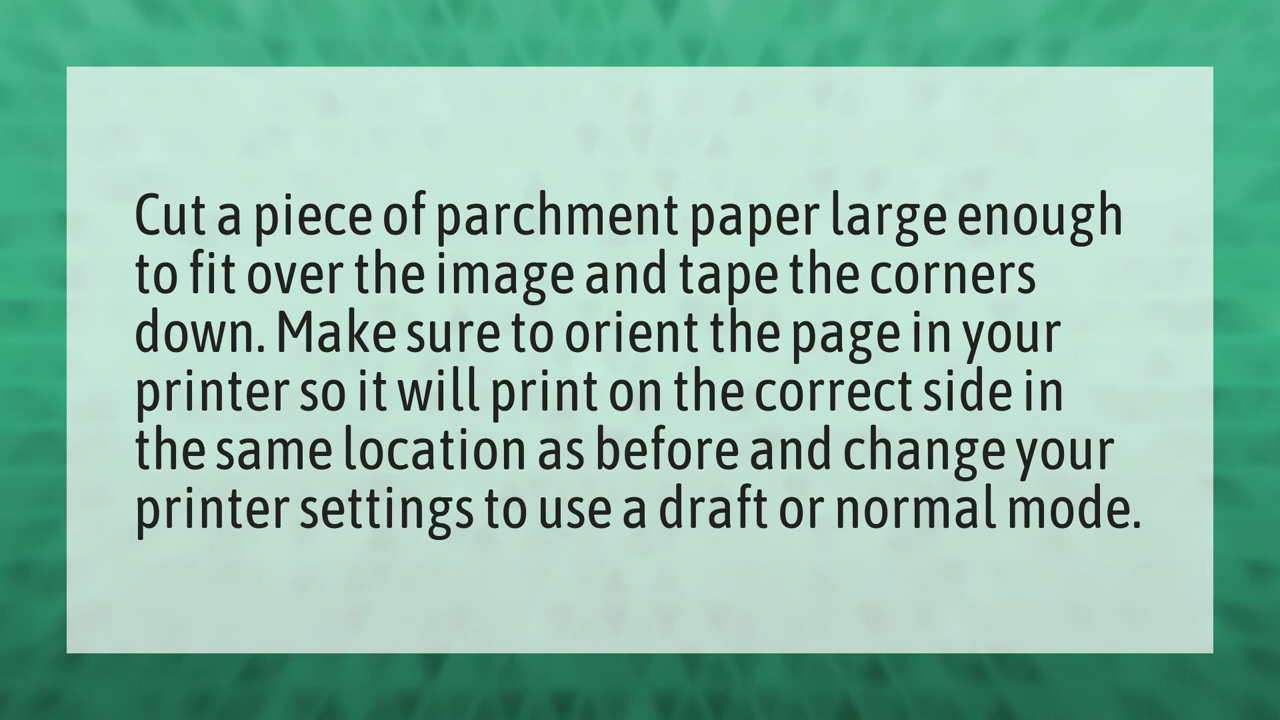 Cut a piece of parchment paper large enough
to fit over the image and tape the corners
down. Make sure to orient the page in your
printer so it will print on the correct side in
the same location as before and change your
printer settings to use a draft or normal mode.